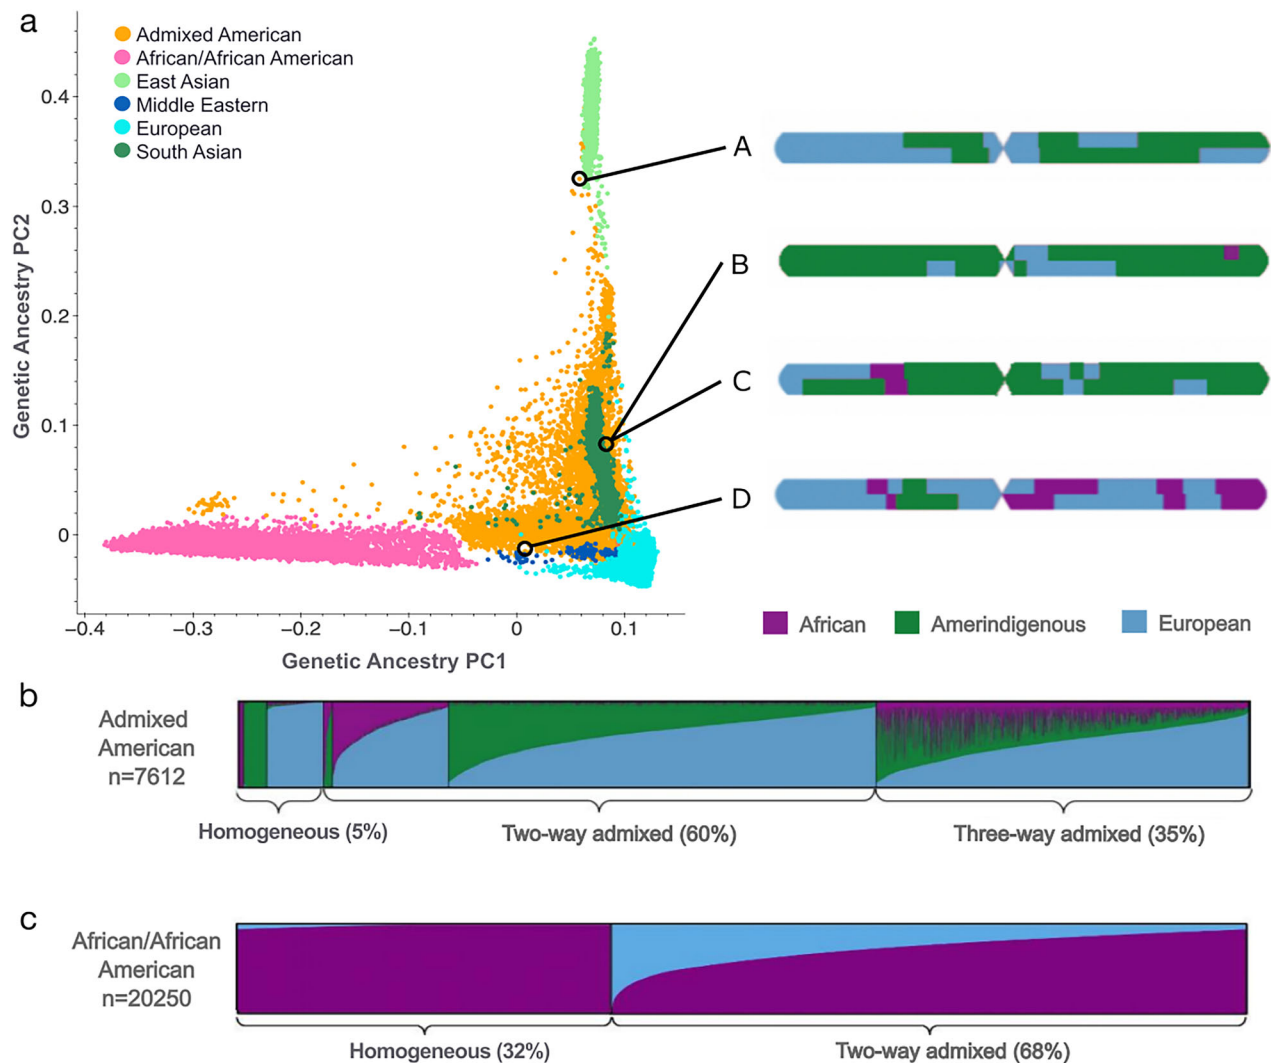 a
Admixed American
African/African American
East Asian
Middle Eastern
European
South Asian
Genetic Ancestry PC2
0.4
0.3
0.2
0.1
0
−0.4
−0.3
−0.2
−0.1
0
0.1
Genetic Ancestry PC1
A
B
C
D
African
Amerindigenous
European
b
Admixed
American
n=7612
Homogeneous (5%)
Two-way admixed (60%)
Three-way admixed (35%)
c
African/African
American
n=20250
Homogeneous (32%)
Two-way admixed (68%)